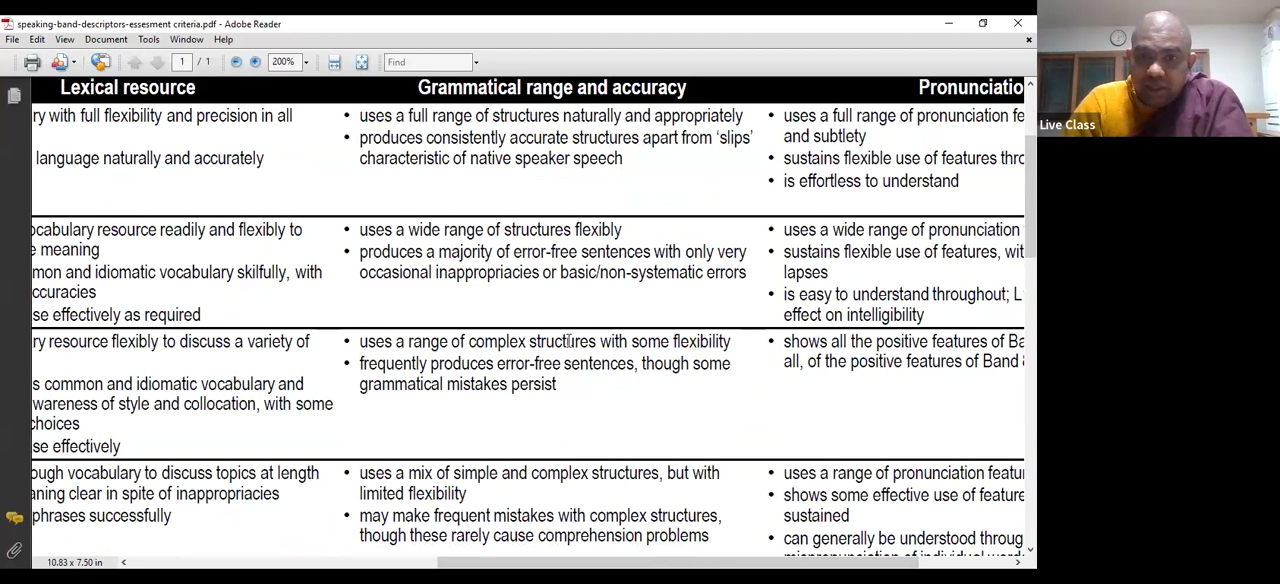 speaking-band-descriptors-essesment criteria.pdf - Adobe Reader
File Edit View Document Tools Window Help
1 / 1 200% Find
Lexical resource
ry with full flexibility and precision in all
language naturally and accurately
ocabulary resource readily and flexibly to
e meaning
mon and idiomatic vocabulary skilfully, with
ccuracies
se effectively as required
ry resource flexibly to discuss a variety of
s common and idiomatic vocabulary and
wareness of style and collocation, with some
choices
se effectively
ough vocabulary to discuss topics at length
aning clear in spite of inappropriacies
phrases successfully
Grammatical range and accuracy
• uses a full range of structures naturally and appropriately
• produces consistently accurate structures apart from ‘slips’
characteristic of native speaker speech
• uses a wide range of structures flexibly
• produces a majority of error-free sentences with only very
occasional inappropriacies or basic/non-systematic errors
• uses a range of complex structures with some flexibility
• frequently produces error-free sentences, though some
grammatical mistakes persist
• uses a mix of simple and complex structures, but with
limited flexibility
• may make frequent mistakes with complex structures,
though these rarely cause comprehension problems
Pronunciatio
• uses a full range of pronunciation fe
and subtlety
• sustains flexible use of features thro
• is effortless to understand
• uses a wide range of pronunciation
• sustains flexible use of features, wit
lapses
• is easy to understand throughout; L
effect on intelligibility
• shows all the positive features of Ba
all, of the positive features of Band
• uses a range of pronunciation featur
• shows some effective use of feature
sustained
• can generally be understood throug
10.83 x 7.50 in
Live Class